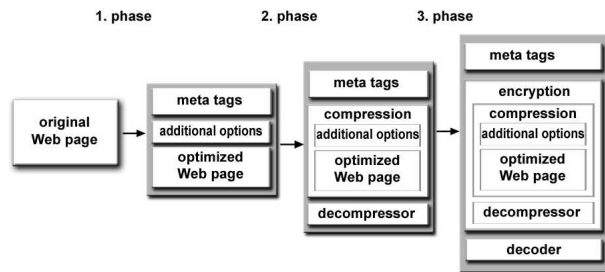 1. phase
2. phase
3. phase
original
Web page
meta tags
additional options
optimized
Web page
meta tags
compression
additional options
optimized
Web page
decompressor
meta tags
encryption
compression
additional options
optimized
Web page
decompressor
decoder